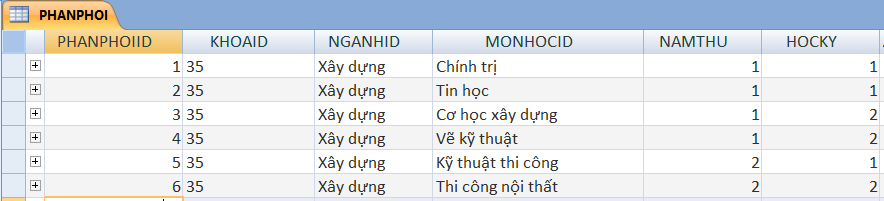 PHANPHOI
PHANPHOIID KHOAID NGANHID MONHOCID NAMTHU HOCKY
1 35 Xây dựng Chính trị 1 1
2 35 Xây dựng Tin học 1 1
3 35 Xây dựng Cơ học xây dựng 1 2
4 35 Xây dựng Vẽ kỹ thuật 1 2
5 35 Xây dựng Kỹ thuật thi công 2 1
6 35 Xây dựng Thi công nội thất 2 2